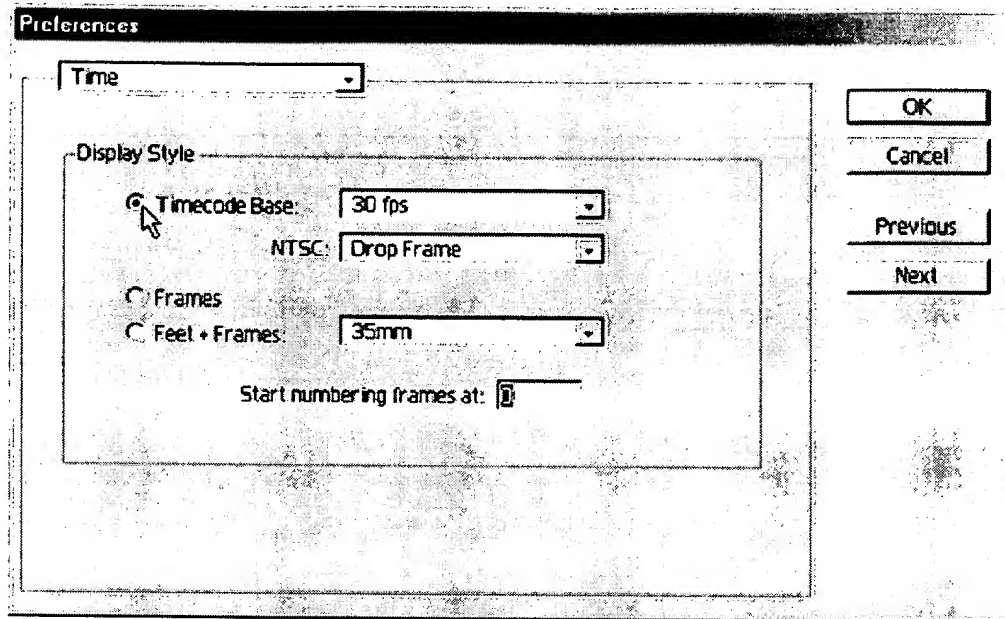 Preferences
Time
OK
Display Style
Cancel
Timecode Base: 30 fps
Previous
NTSC: Drop Frame
Next
Frames
Feet + Frames: 35mm
Start numbering frames at: 0